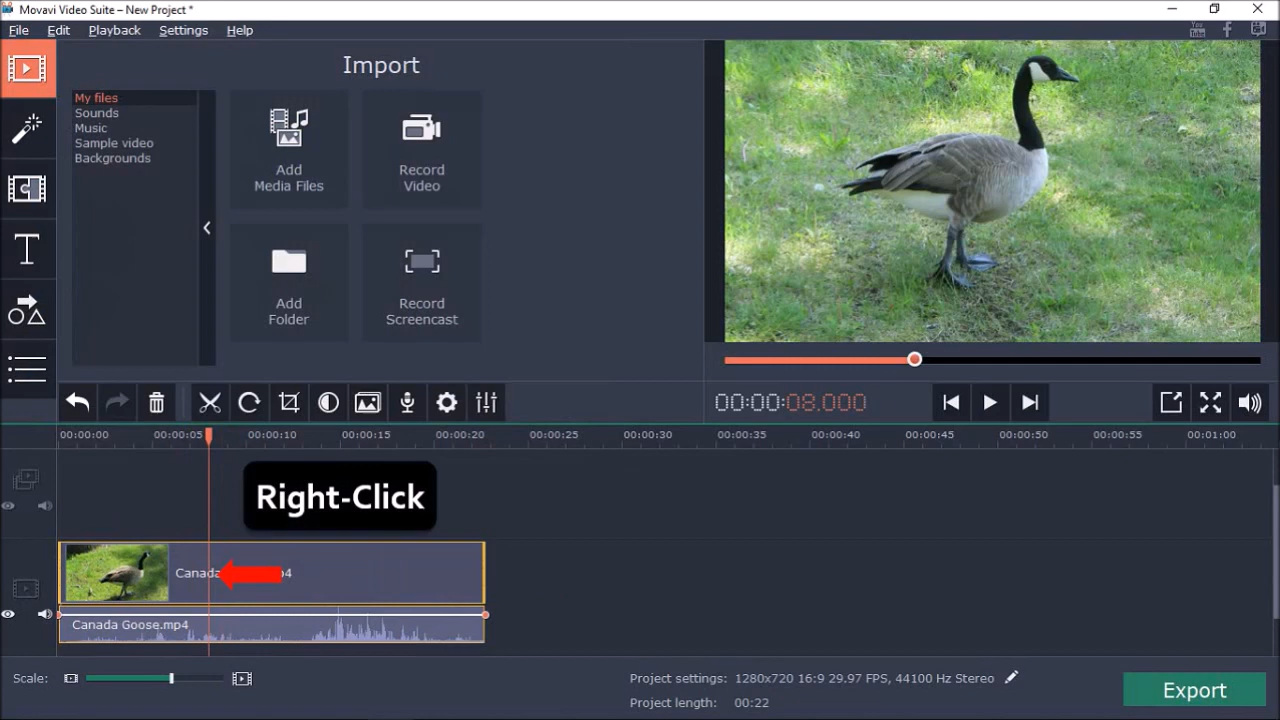 Movavi Video Suite – New Project *
File Edit Playback Settings Help
You
Tube
Import
My files
Sounds
Music
Sample video
Backgrounds
Add
Media Files
Record
Video
Add
Folder
Record
Screencast
00:00:08.000
00:00:00 00:00:05 00:00:10 00:00:15 00:00:20 00:00:25 00:00:30 00:00:35 00:00:40 00:00:45 00:00:50 00:00:55 00:01:00
Right-Click
Canada p4
Canada Goose.mp4
Scale:
Project settings: 1280x720 16:9 29.97 FPS, 44100 Hz Stereo
Project length: 00:22
Export